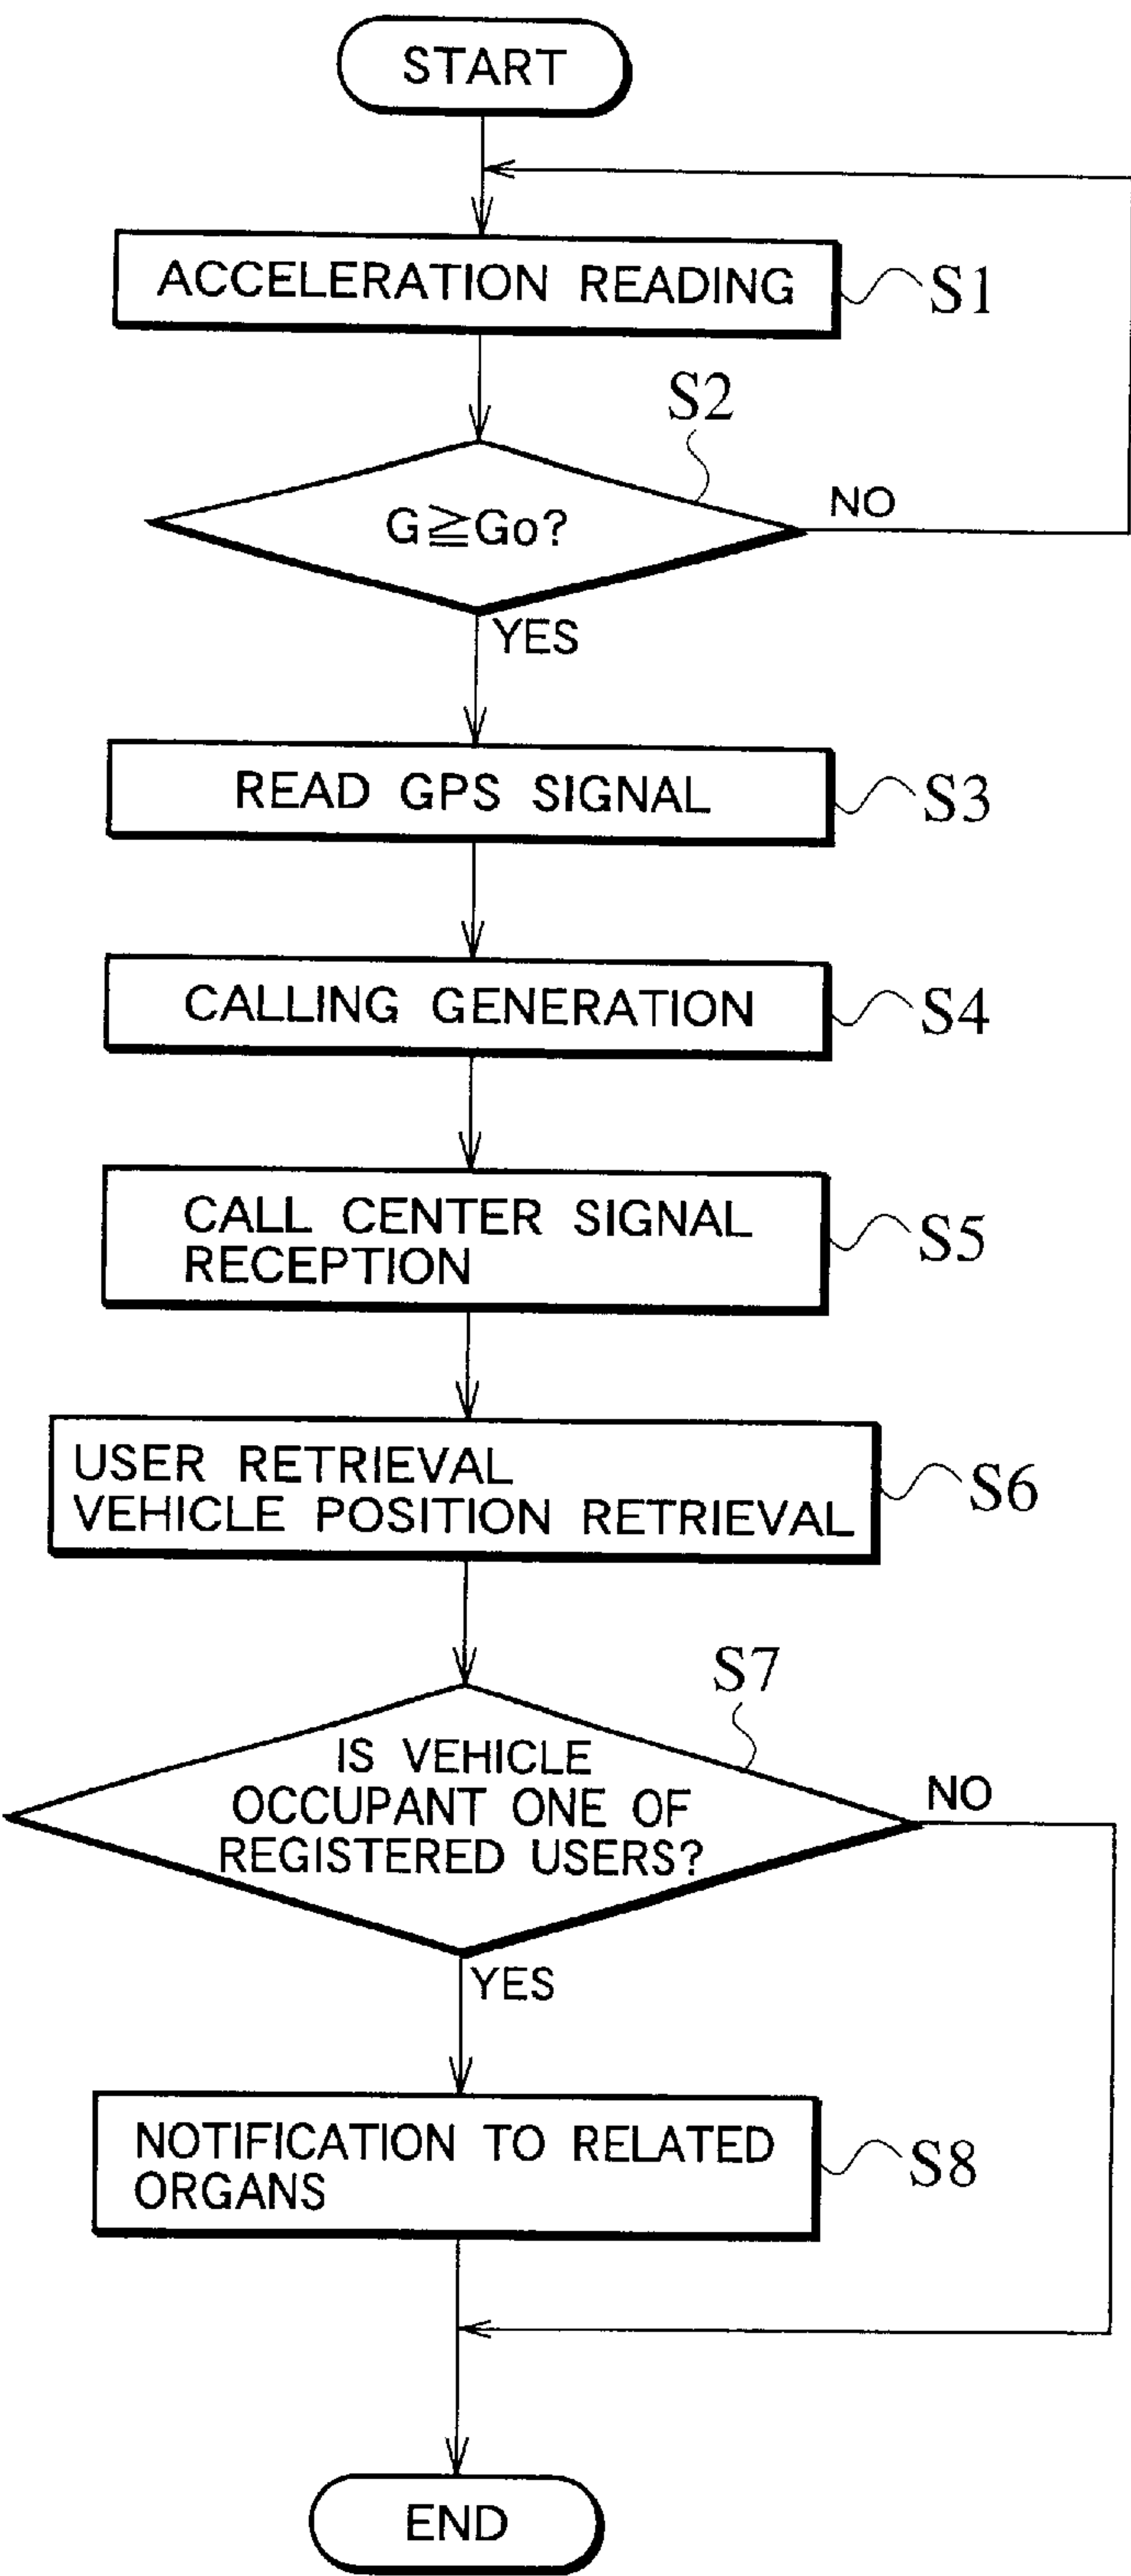 START
ACCELERATION READING
S1
S2
G≧Go?
NO
YES
READ GPS SIGNAL
S3
CALLING GENERATION
S4
CALL CENTER SIGNAL
RECEPTION
S5
USER RETRIEVAL
VEHICLE POSITION RETRIEVAL
S6
S7
IS VEHICLE
OCCUPANT ONE OF
REGISTERED USERS?
NO
YES
NOTIFICATION TO RELATED
ORGANS
S8
END